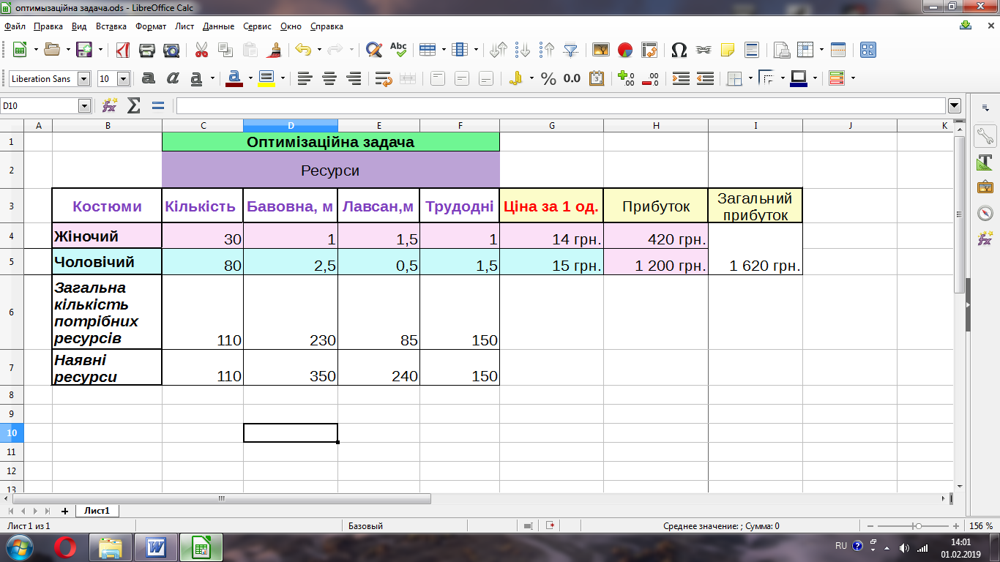 оптимызаційна задача.ods - LibreOffice Calc
Файл Правка Вид Вставка Формат Лист Данные Сервис Окно Справка
Liberation Sans 10
D10
A B C D E F G H I J K
1 Оптимізаційна задача
2 Ресурси
3 Костюми Кількість Бавовна, м Лавсан,м Трудодні Ціна за 1 од. Прибуток Загальний
прибуток
4 Жіночий 30 1 1,5 1 14 грн. 420 грн.
5 Чоловічий 80 2,5 0,5 1,5 15 грн. 1 200 грн. 1 620 грн.
Загальна
кількість
6 потрібних
ресурсів 110 230 85 150
Наявні
7 ресурси 110 350 240 150
8
9
10
11
12
13
Лист1
Лист 1 из 1 Базовый Среднее значение: ; Сумма: 0 156 %
RU 14:01
01.02.2019